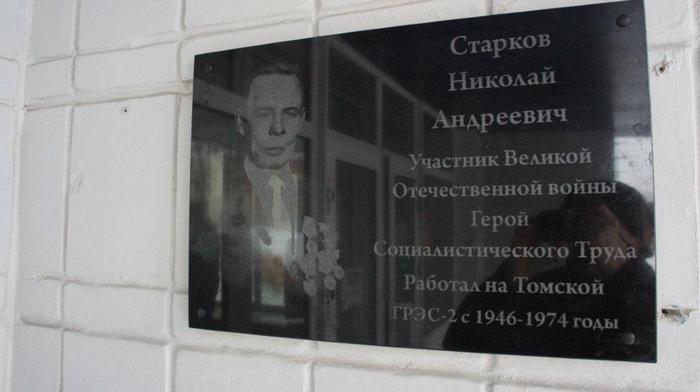 Старков
Николай
Андреевич
Участник Великой
Отечественной войны
Герой
Социалистического Труда
Работал на Томской
ГРЭС-2 с 1946-1974 годы